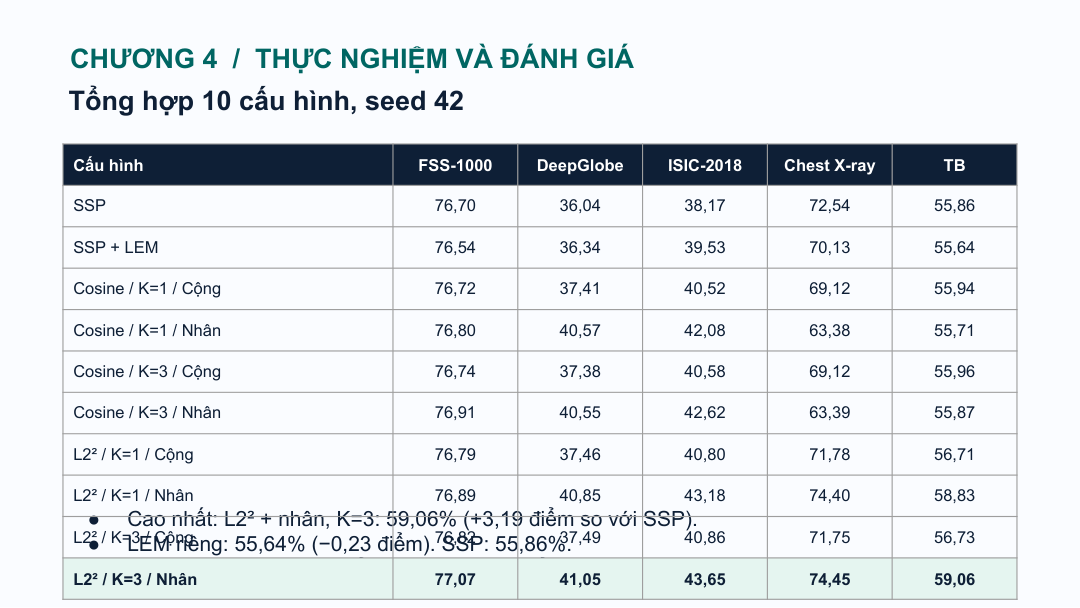 CHƯƠNG 4 / THỰC NGHIỆM VÀ ĐÁNH GIÁ
Tổng hợp 10 cấu hình, seed 42
Cấu hình FSS-1000 DeepGlobe ISIC-2018 Chest X-ray TB
SSP 76,70 36,04 38,17 72,54 55,86
SSP + LEM 76,54 36,34 39,53 70,13 55,64
Cosine / K=1 / Cộng 76,72 37,41 40,52 69,12 55,94
Cosine / K=1 / Nhân 76,80 40,57 42,08 63,38 55,71
Cosine / K=3 / Cộng 76,74 37,38 40,58 69,12 55,96
Cosine / K=3 / Nhân 76,91 40,55 42,62 63,39 55,87
L2² / K=1 / Cộng 76,79 37,46 40,80 71,78 56,71
L2² / K=1 / Nhân 76,89 40,85 43,18 74,40 58,83
● Cao nhất: L2² + nhân, K=3: 59,06% (+3,19 điểm so với SSP).
L2² / K=3 / Cộng 76,82 37,49 40,86 71,75 56,73
● LEM riêng: 55,64% (−0,23 điểm). SSP: 55,86%.
L2² / K=3 / Nhân 77,07 41,05 43,65 74,45 59,06